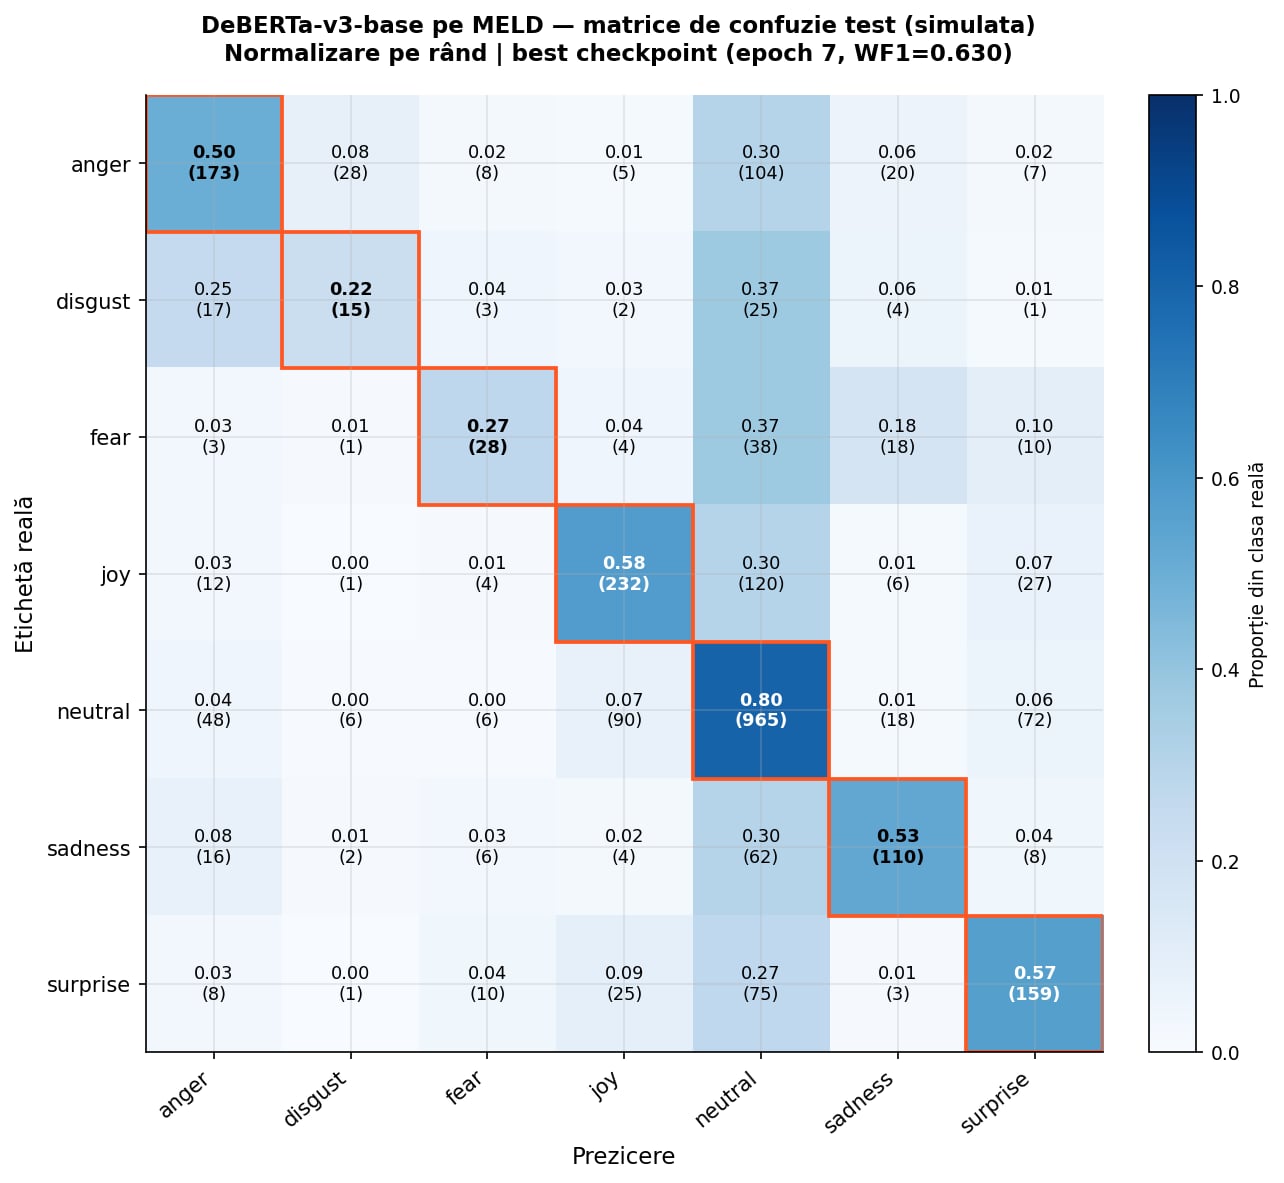 DeBERTa-v3-base pe MELD — matrice de confuzie test (simulata)
Normalizare pe rând | best checkpoint (epoch 7, WF1=0.630)
anger 0.50 0.08 0.02 0.01 0.30 0.06 0.02
(173) (28) (8) (5) (104) (20) (7)
disgust 0.25 0.22 0.04 0.03 0.37 0.06 0.01
(17) (15) (3) (2) (25) (4) (1)
fear 0.03 0.01 0.27 0.04 0.37 0.18 0.10
(3) (1) (28) (4) (38) (18) (10)
joy 0.03 0.00 0.01 0.58 0.30 0.01 0.07
(12) (1) (4) (232) (120) (6) (27)
neutral 0.04 0.00 0.00 0.07 0.80 0.01 0.06
(48) (6) (6) (90) (965) (18) (72)
sadness 0.08 0.01 0.03 0.02 0.30 0.53 0.04
(16) (2) (6) (4) (62) (110) (8)
surprise 0.03 0.00 0.04 0.09 0.27 0.01 0.57
(8) (1) (10) (25) (75) (3) (159)
anger disgust fear joy neutral sadness surprise
Prezicere
Etichetă reală
1.0
0.8
0.6
0.4
0.2
0.0
Proporție din clasa reală